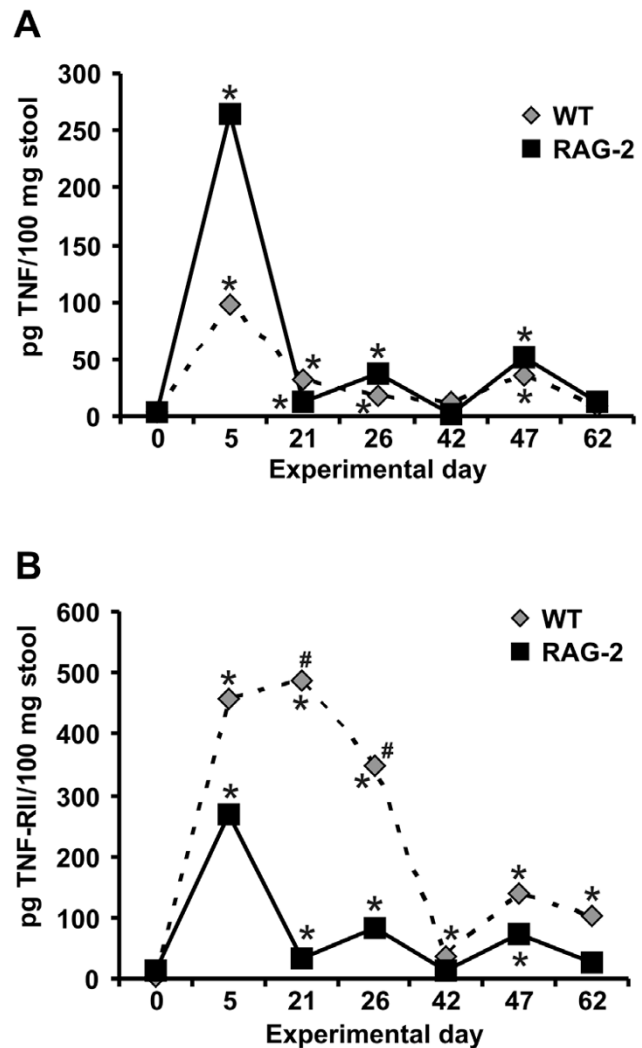 A
pg TNF/100 mg stool
300
250
200
150
100
50
0
WT
RAG-2
*
*
*
*
*
*
*
*
0 5 21 26 42 47 62
Experimental day
B
pg TNF-RII/100 mg stool
600
500
400
300
200
100
0
WT
RAG-2
#
*
*
#
*
*
*
*
*
*
*
*
0 5 21 26 42 47 62
Experimental day